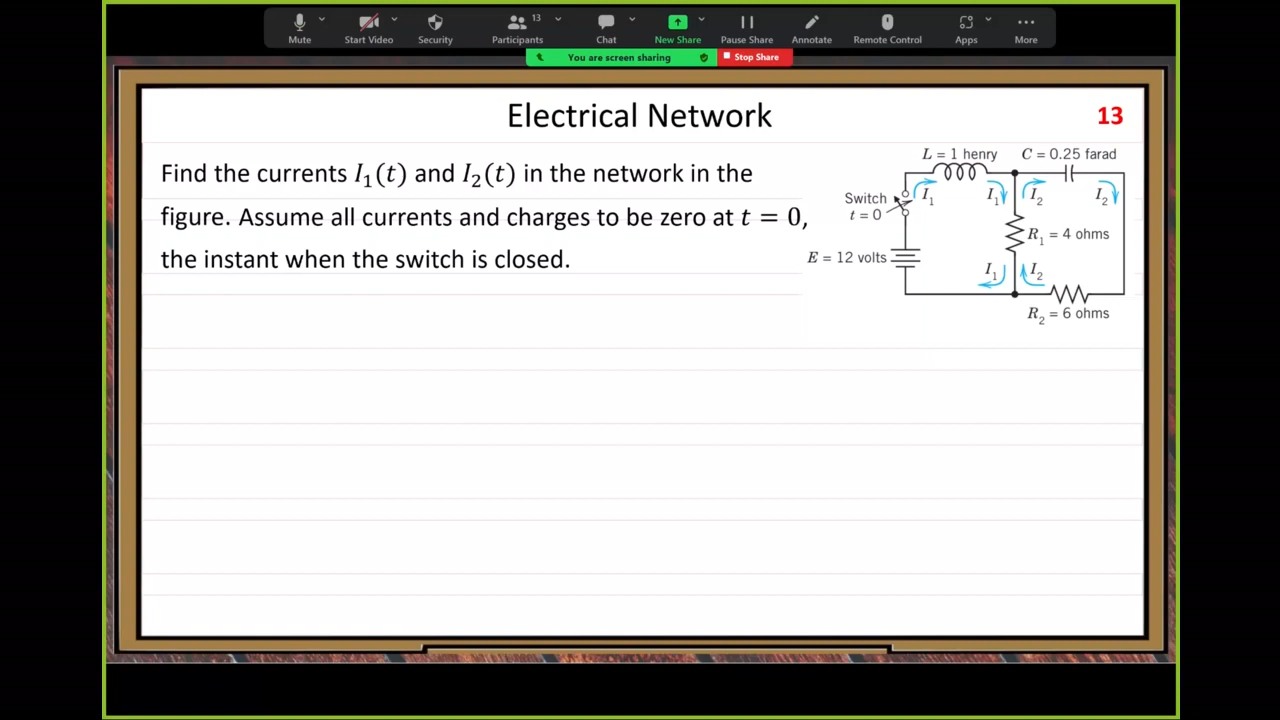 Mute
Start Video
Security
Participants
13
Chat
New Share
Pause Share
Annotate
Remote Control
Apps
More
You are screen sharing
Stop Share
Electrical Network
13
Find the currents I₁(t) and I₂(t) in the network in the
figure. Assume all currents and charges to be zero at t = 0,
the instant when the switch is closed.
L = 1 henry
C = 0.25 farad
Switch
t = 0
I₁
I₁
I₂
I₂
R₁ = 4 ohms
E = 12 volts
I₁
I₂
R₂ = 6 ohms